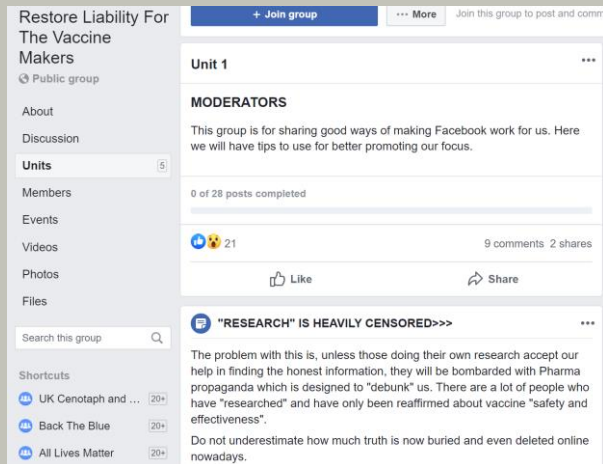 Restore Liability For
The Vaccine
Makers
Public group
About
Discussion
Units 5
Members
Events
Videos
Photos
Files
Search this group
Shortcuts
UK Cenotaph and ... 20+
Back The Blue 20+
All Lives Matter 20+
+ Join group
••• More
Join this group to post and comm
Unit 1
MODERATORS
This group is for sharing good ways of making Facebook work for us. Here
we will have tips to use for better promoting our focus.
0 of 28 posts completed
21
9 comments 2 shares
Like
Share
"RESEARCH" IS HEAVILY CENSORED>>>
The problem with this is, unless those doing their own research accept our
help in finding the honest information, they will be bombarded with Pharma
propaganda which is designed to "debunk" us. There are a lot of people who
have "researched" and have only been reaffirmed about vaccine "safety and
effectiveness".
Do not underestimate how much truth is now buried and even deleted online
nowadays.